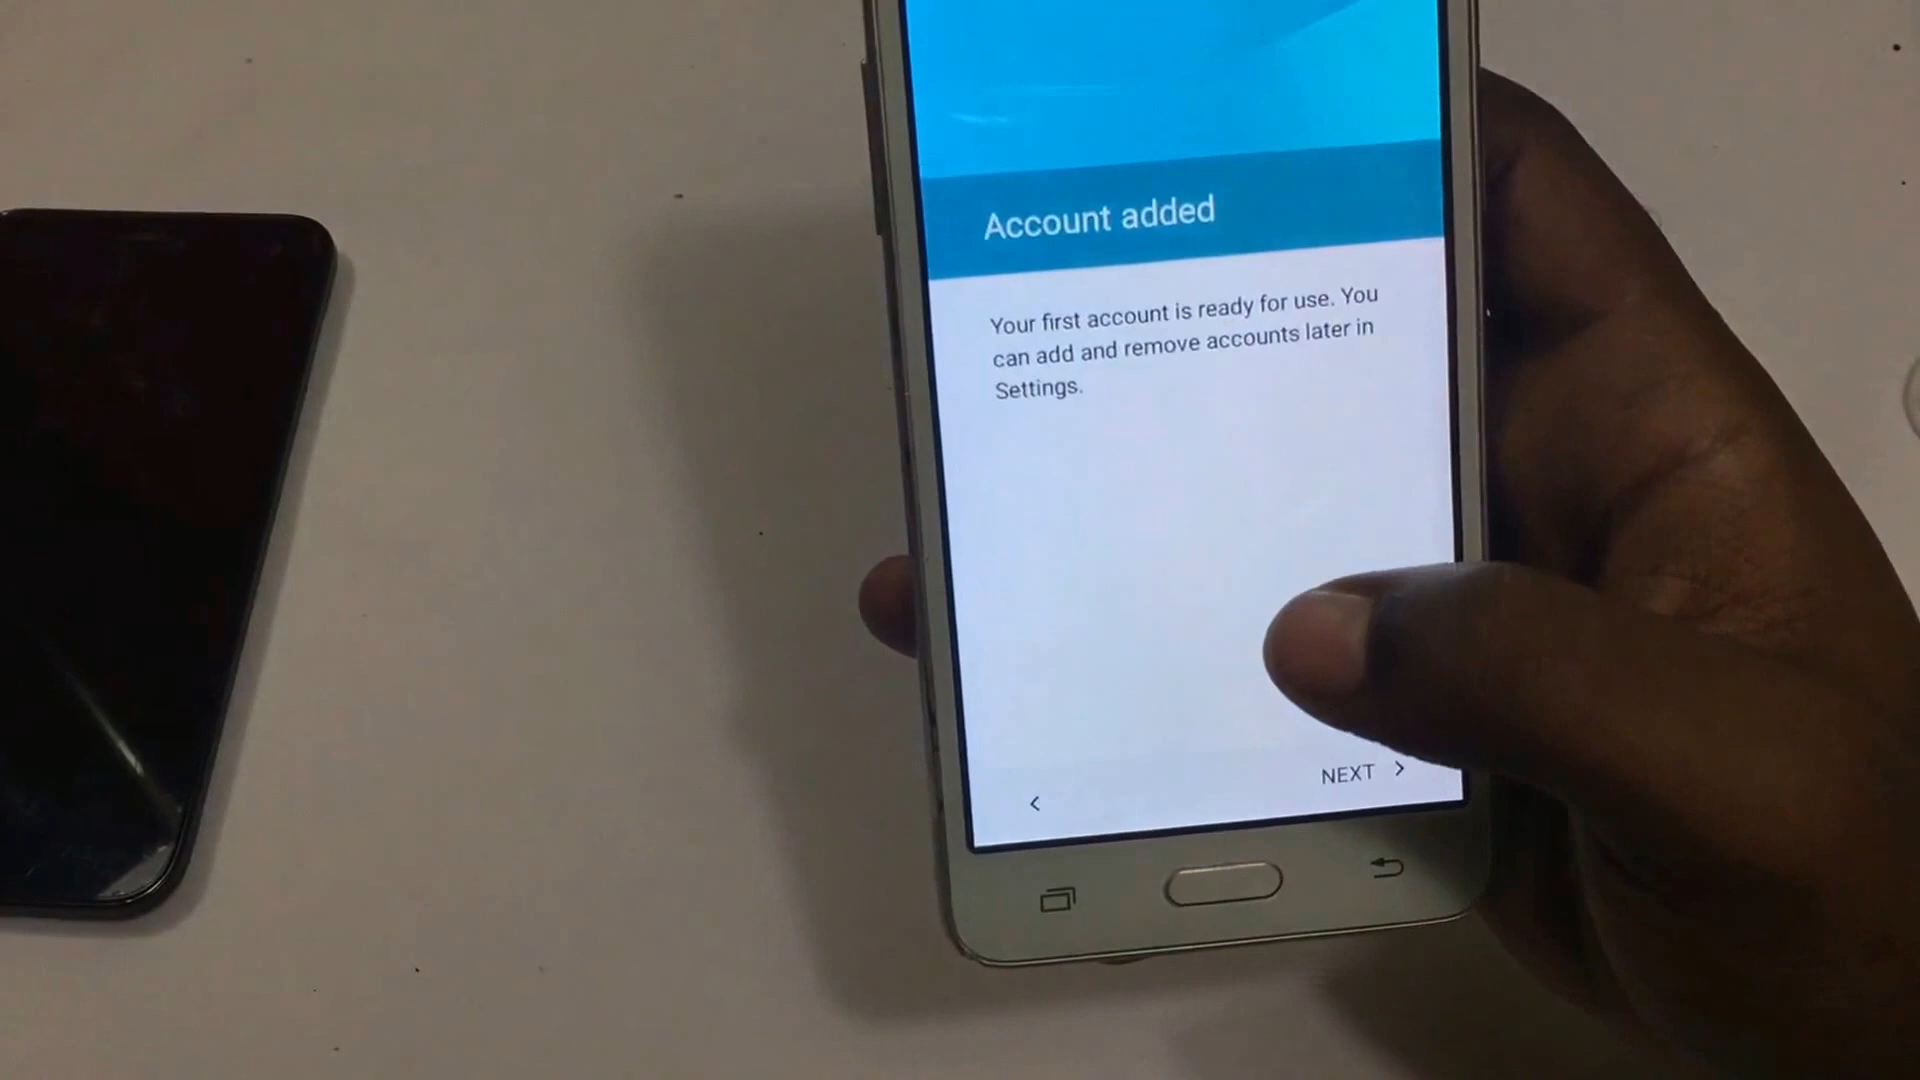 Account added
Your first account is ready for use. You
can add and remove accounts later in
Settings.
NEXT